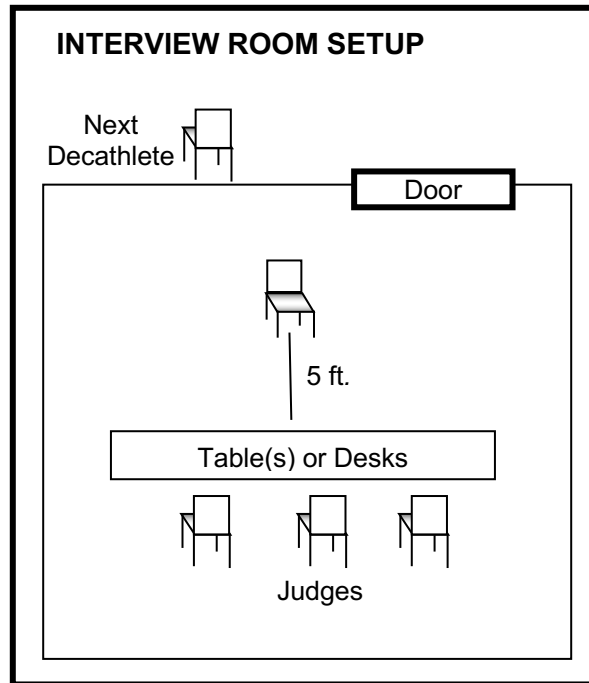 INTERVIEW ROOM SETUP
Next
Decathlete
Door
5 ft.
Table(s) or Desks
Judges